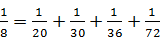 1/8 = 1/20 + 1/30 + 1/36 + 1/72